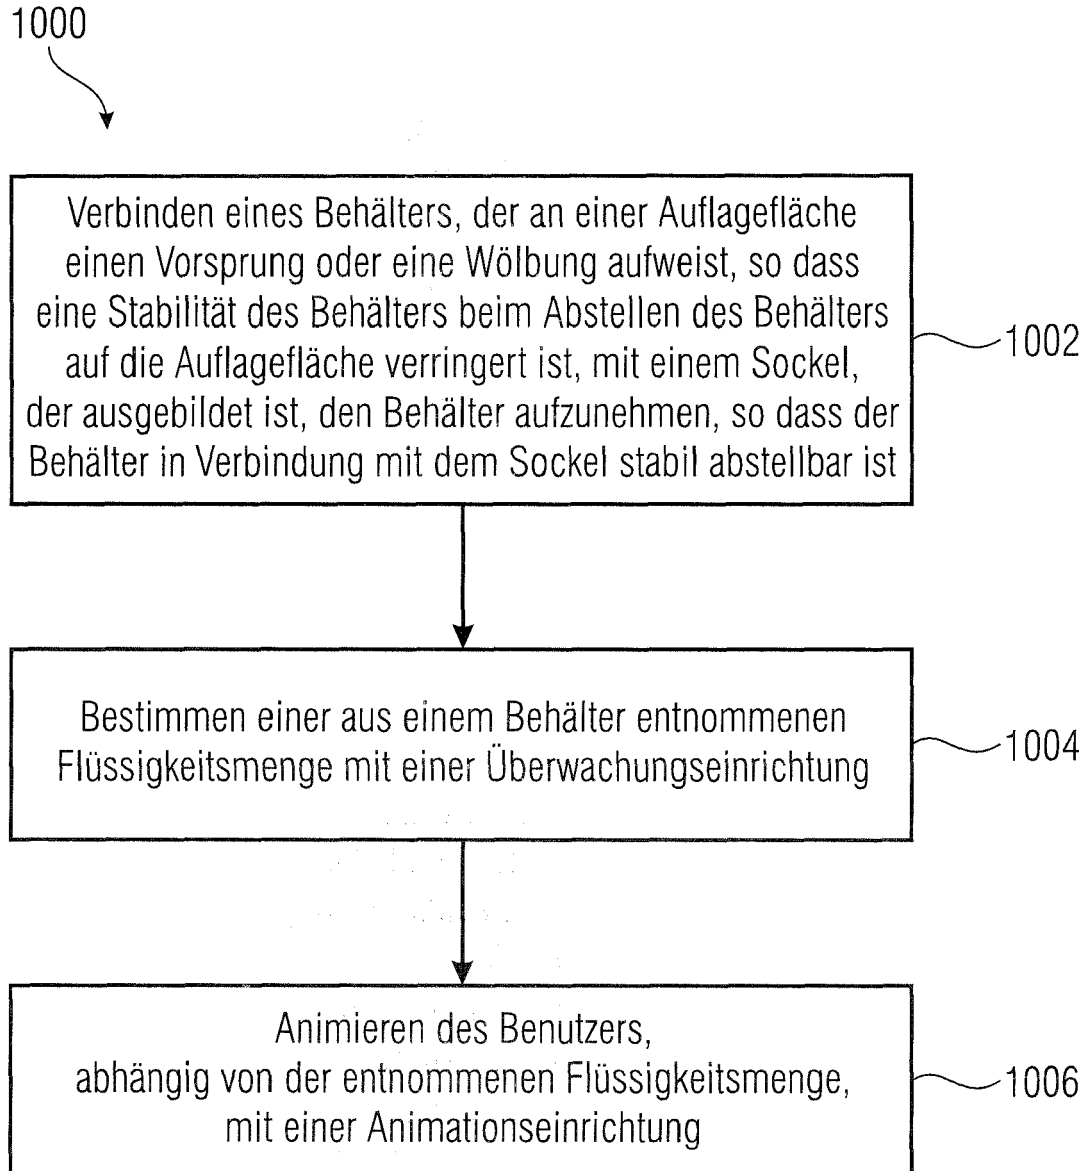 1000
Verbinden eines Behälters, der an einer Auflagefläche
einen Vorsprung oder eine Wölbung aufweist, so dass
eine Stabilität des Behälters beim Abstellen des Behälters
auf die Auflagefläche verringert ist, mit einem Sockel,
der ausgebildet ist, den Behälter aufzunehmen, so dass der
Behälter in Verbindung mit dem Sockel stabil abstellbar ist
1002
Bestimmen einer aus einem Behälter entnommenen
Flüssigkeitsmenge mit einer Überwachungseinrichtung
1004
Animieren des Benutzers,
abhängig von der entnommenen Flüssigkeitsmenge,
mit einer Animationseinrichtung
1006